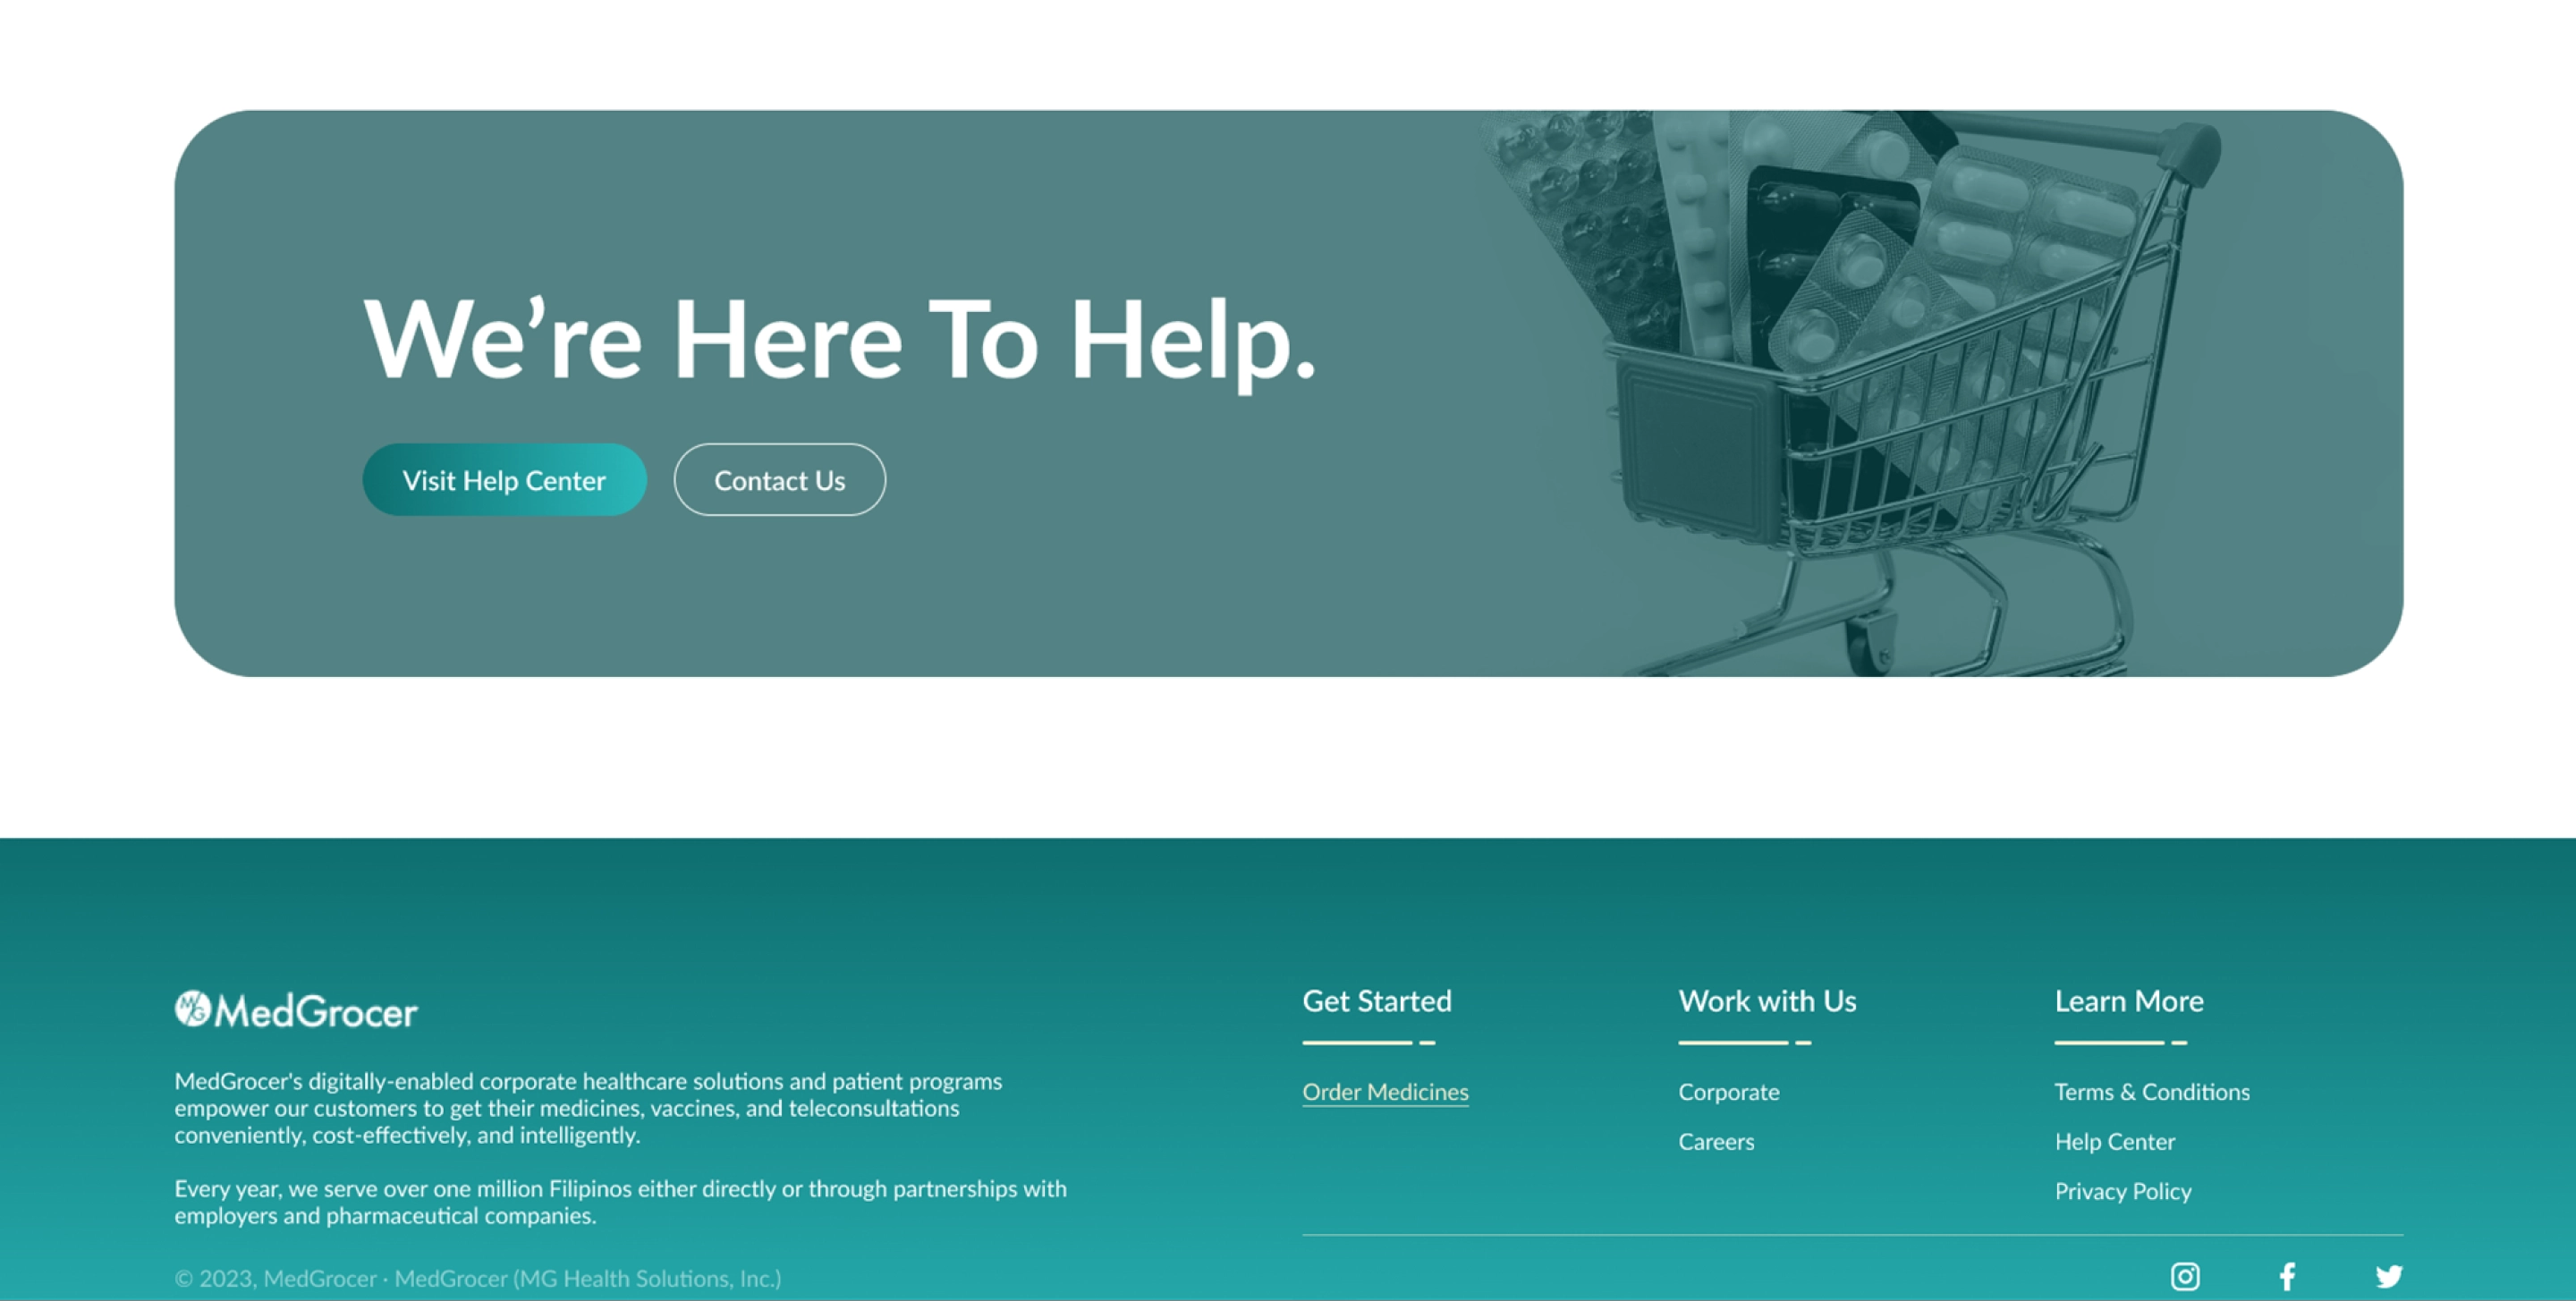 We’re Here To Help.
Visit Help Center
Contact Us
MG MedGrocer
MedGrocer's digitally-enabled corporate healthcare solutions and patient programs
empower our customers to get their medicines, vaccines, and teleconsultations
conveniently, cost-effectively, and intelligently.
Every year, we serve over one million Filipinos either directly or through partnerships with
employers and pharmaceutical companies.
© 2023, MedGrocer · MedGrocer (MG Health Solutions, Inc.)
Get Started
Order Medicines
Work with Us
Corporate
Careers
Learn More
Terms & Conditions
Help Center
Privacy Policy